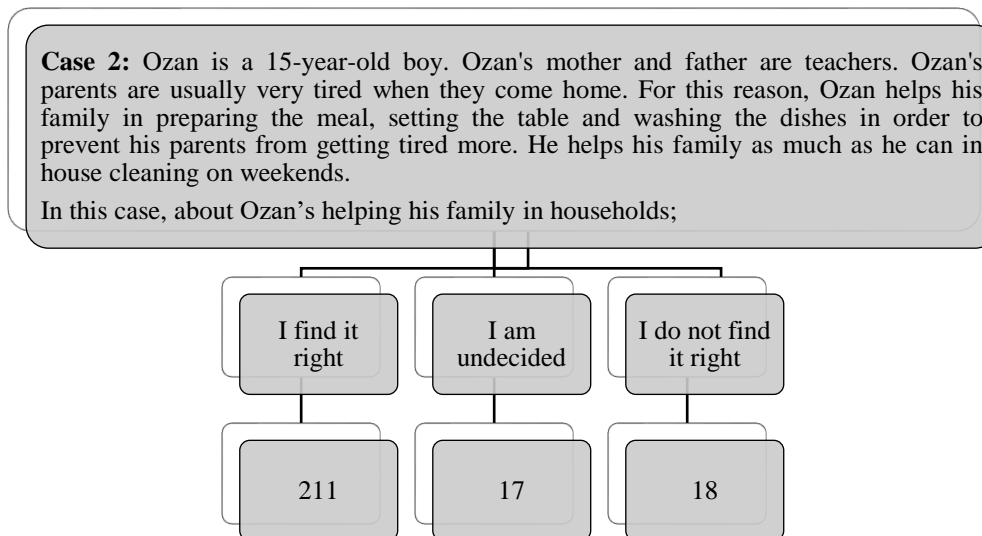 Case 2: Ozan is a 15-year-old boy. Ozan's mother and father are teachers. Ozan's
parents are usually very tired when they come home. For this reason, Ozan helps his
family in preparing the meal, setting the table and washing the dishes in order to
prevent his parents from getting tired more. He helps his family as much as he can in
house cleaning on weekends.
In this case, about Ozan’s helping his family in households;
I find it
right
I am
undecided
I do not find
it right
211
17
18